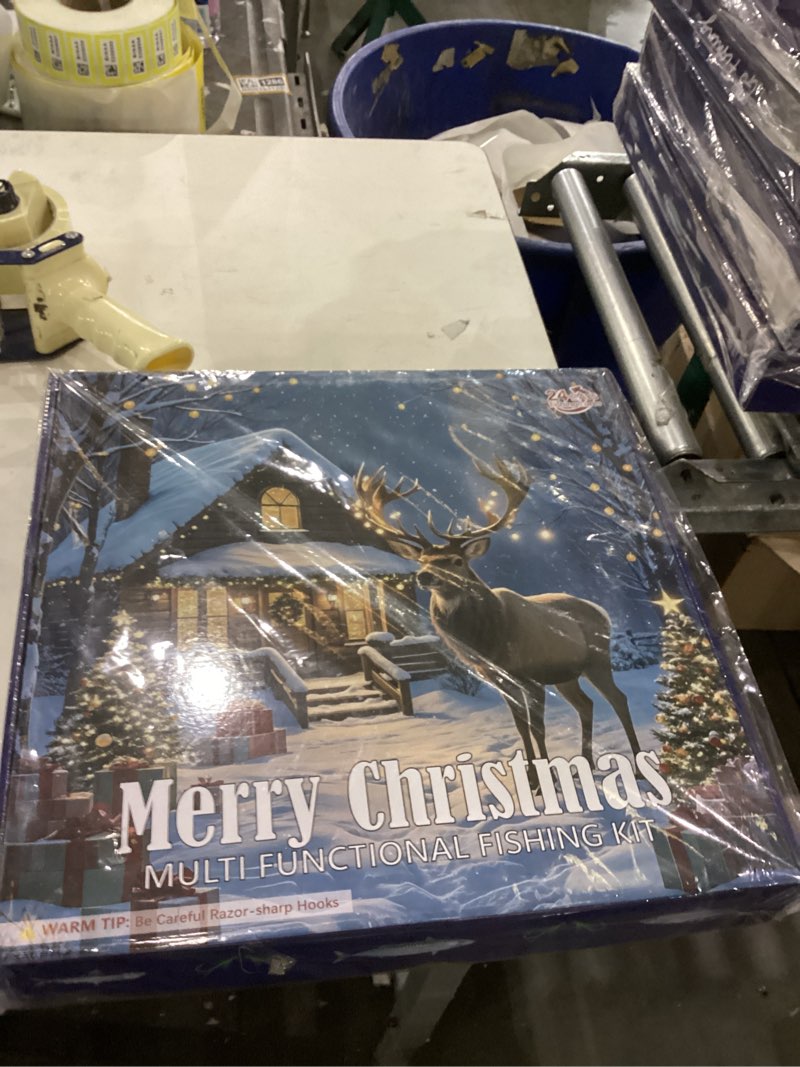 Merry Christmas
MULTI FUNCTIONAL FISHING KIT
WARM TIP: Be Careful Razor-sharp Hooks